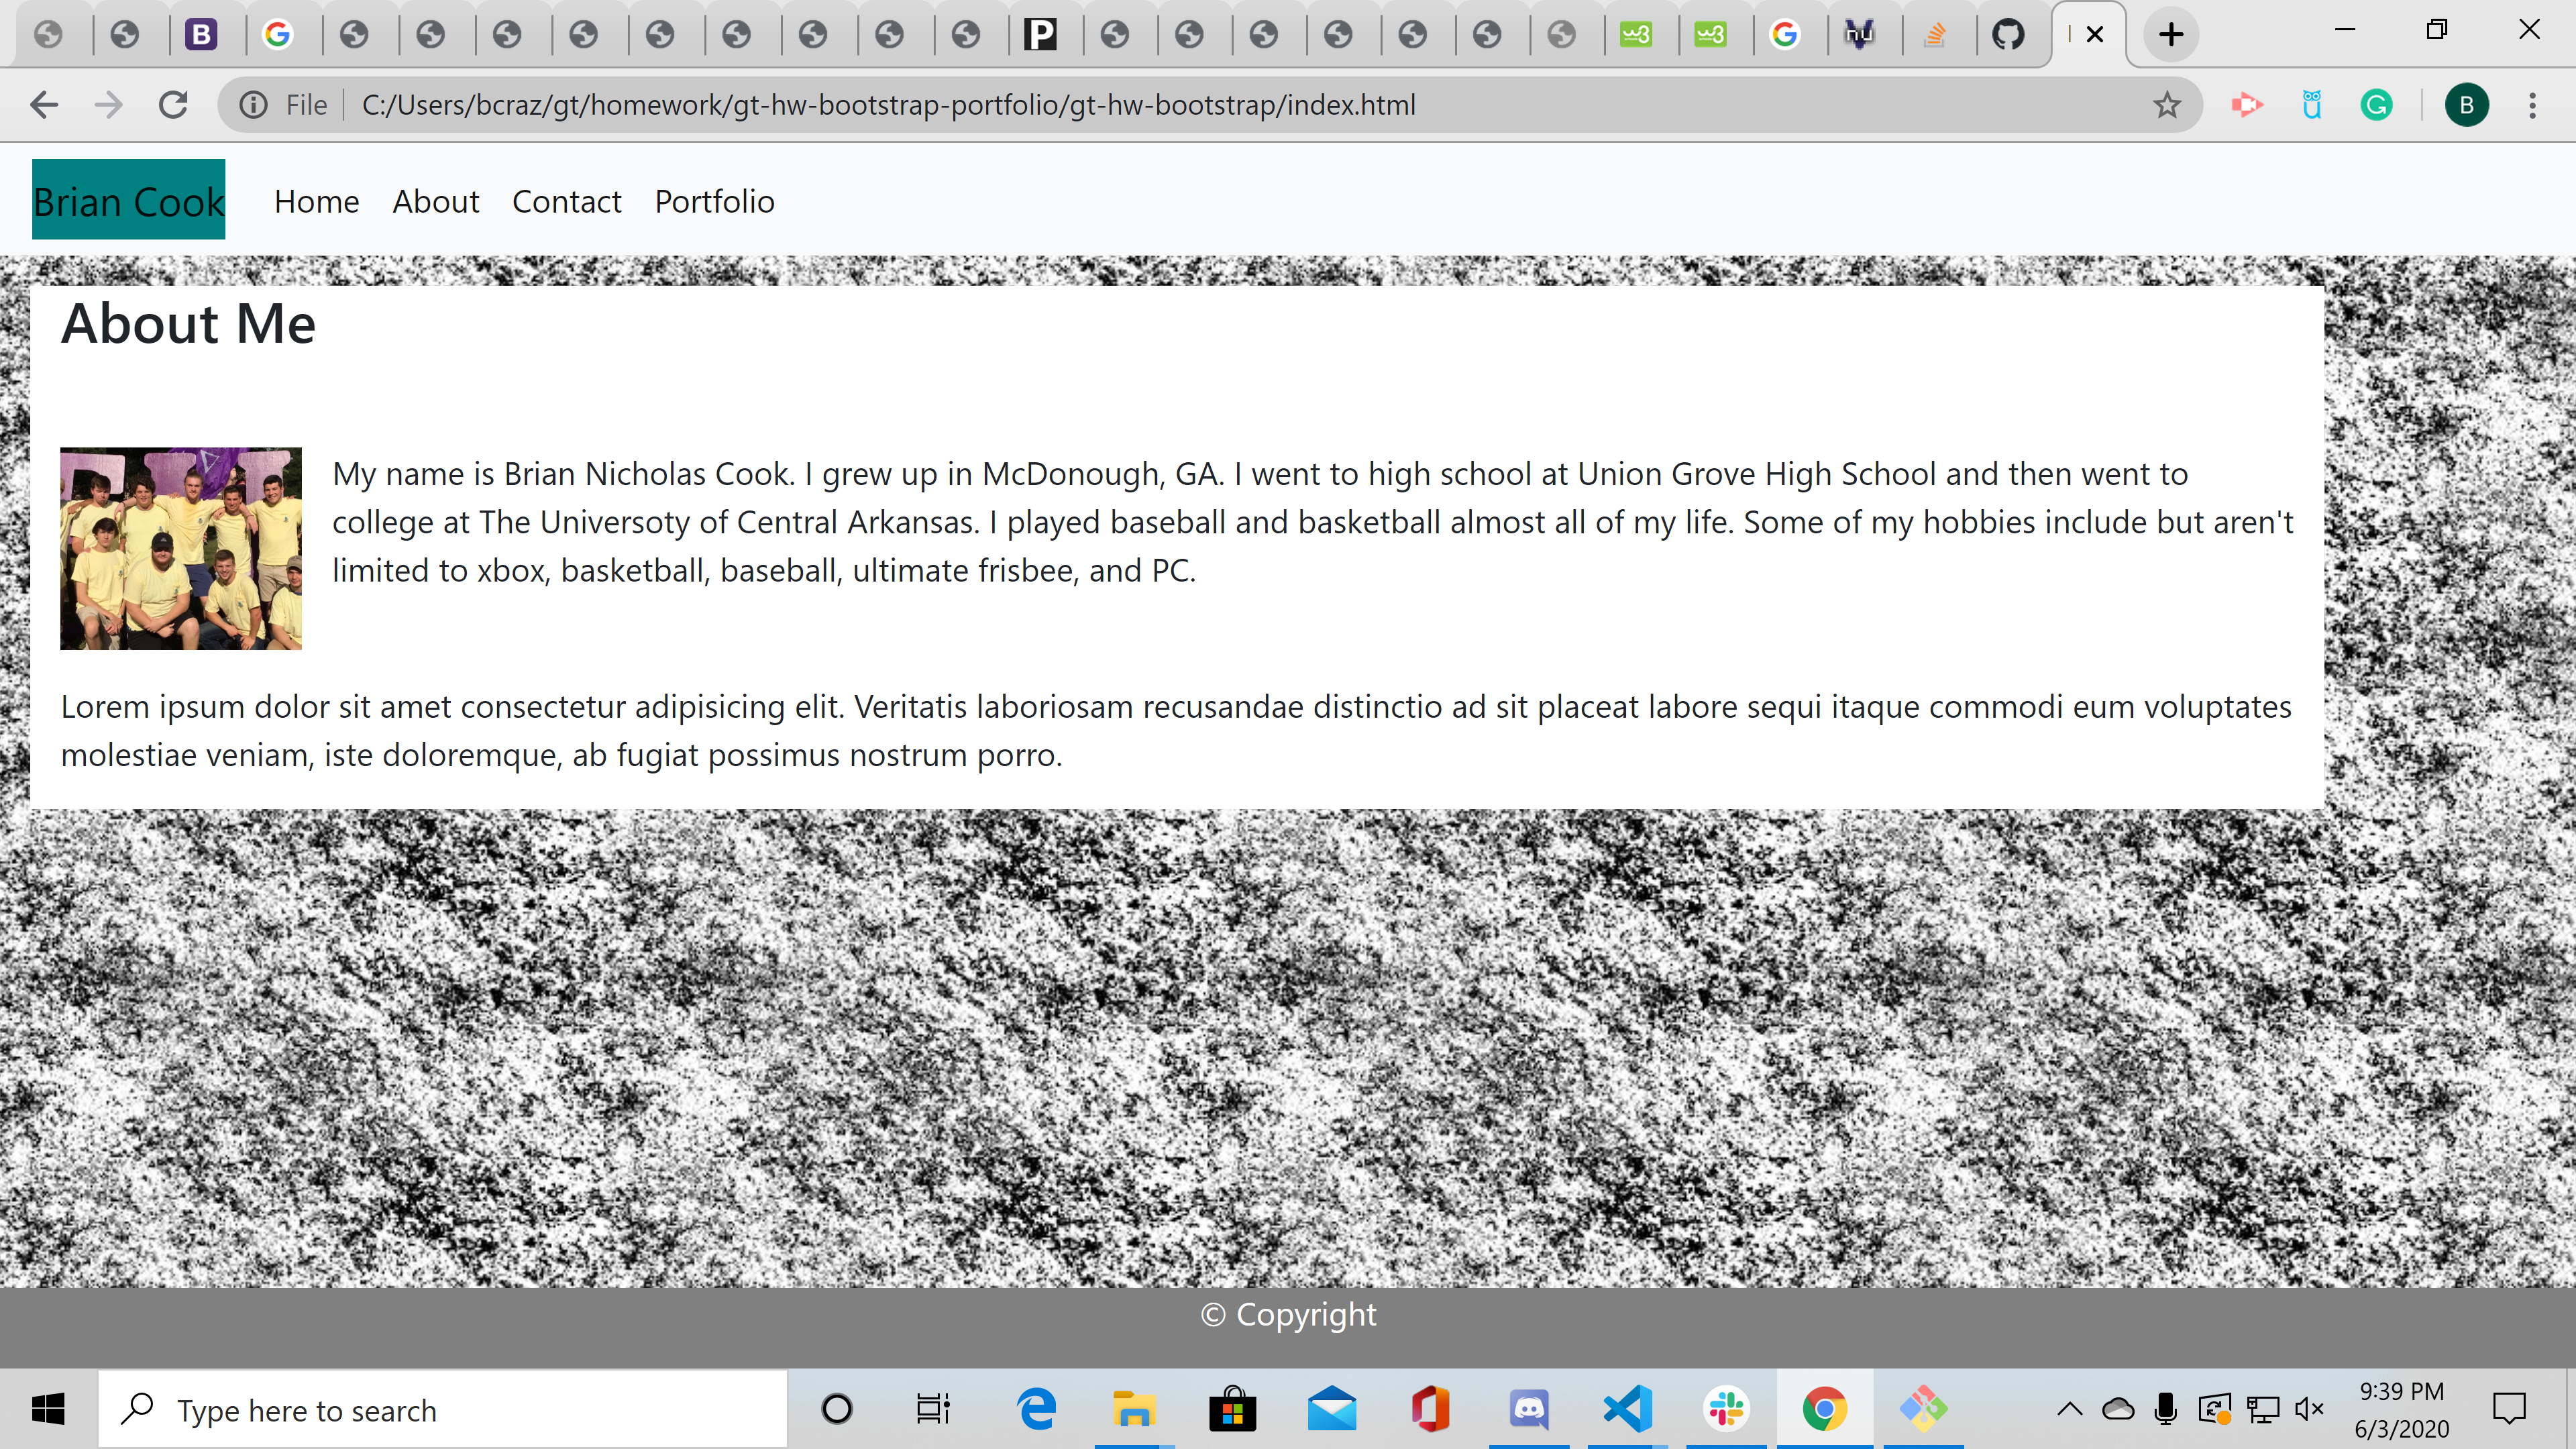 File
C:/Users/bcraz/gt/homework/gt-hw-bootstrap-portfolio/gt-hw-bootstrap/index.html
B
Brian Cook
Home
About
Contact
Portfolio
About Me
My name is Brian Nicholas Cook. I grew up in McDonough, GA. I went to high school at Union Grove High School and then went to
college at The Universoty of Central Arkansas. I played baseball and basketball almost all of my life. Some of my hobbies include but aren't
limited to xbox, basketball, baseball, ultimate frisbee, and PC.
Lorem ipsum dolor sit amet consectetur adipisicing elit. Veritatis laboriosam recusandae distinctio ad sit placeat labore sequi itaque commodi eum voluptates
molestiae veniam, iste doloremque, ab fugiat possimus nostrum porro.
© Copyright
Type here to search
9:39 PM
6/3/2020